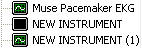 Muse Pacemaker EKG
NEW INSTRUMENT
NEW INSTRUMENT (1)